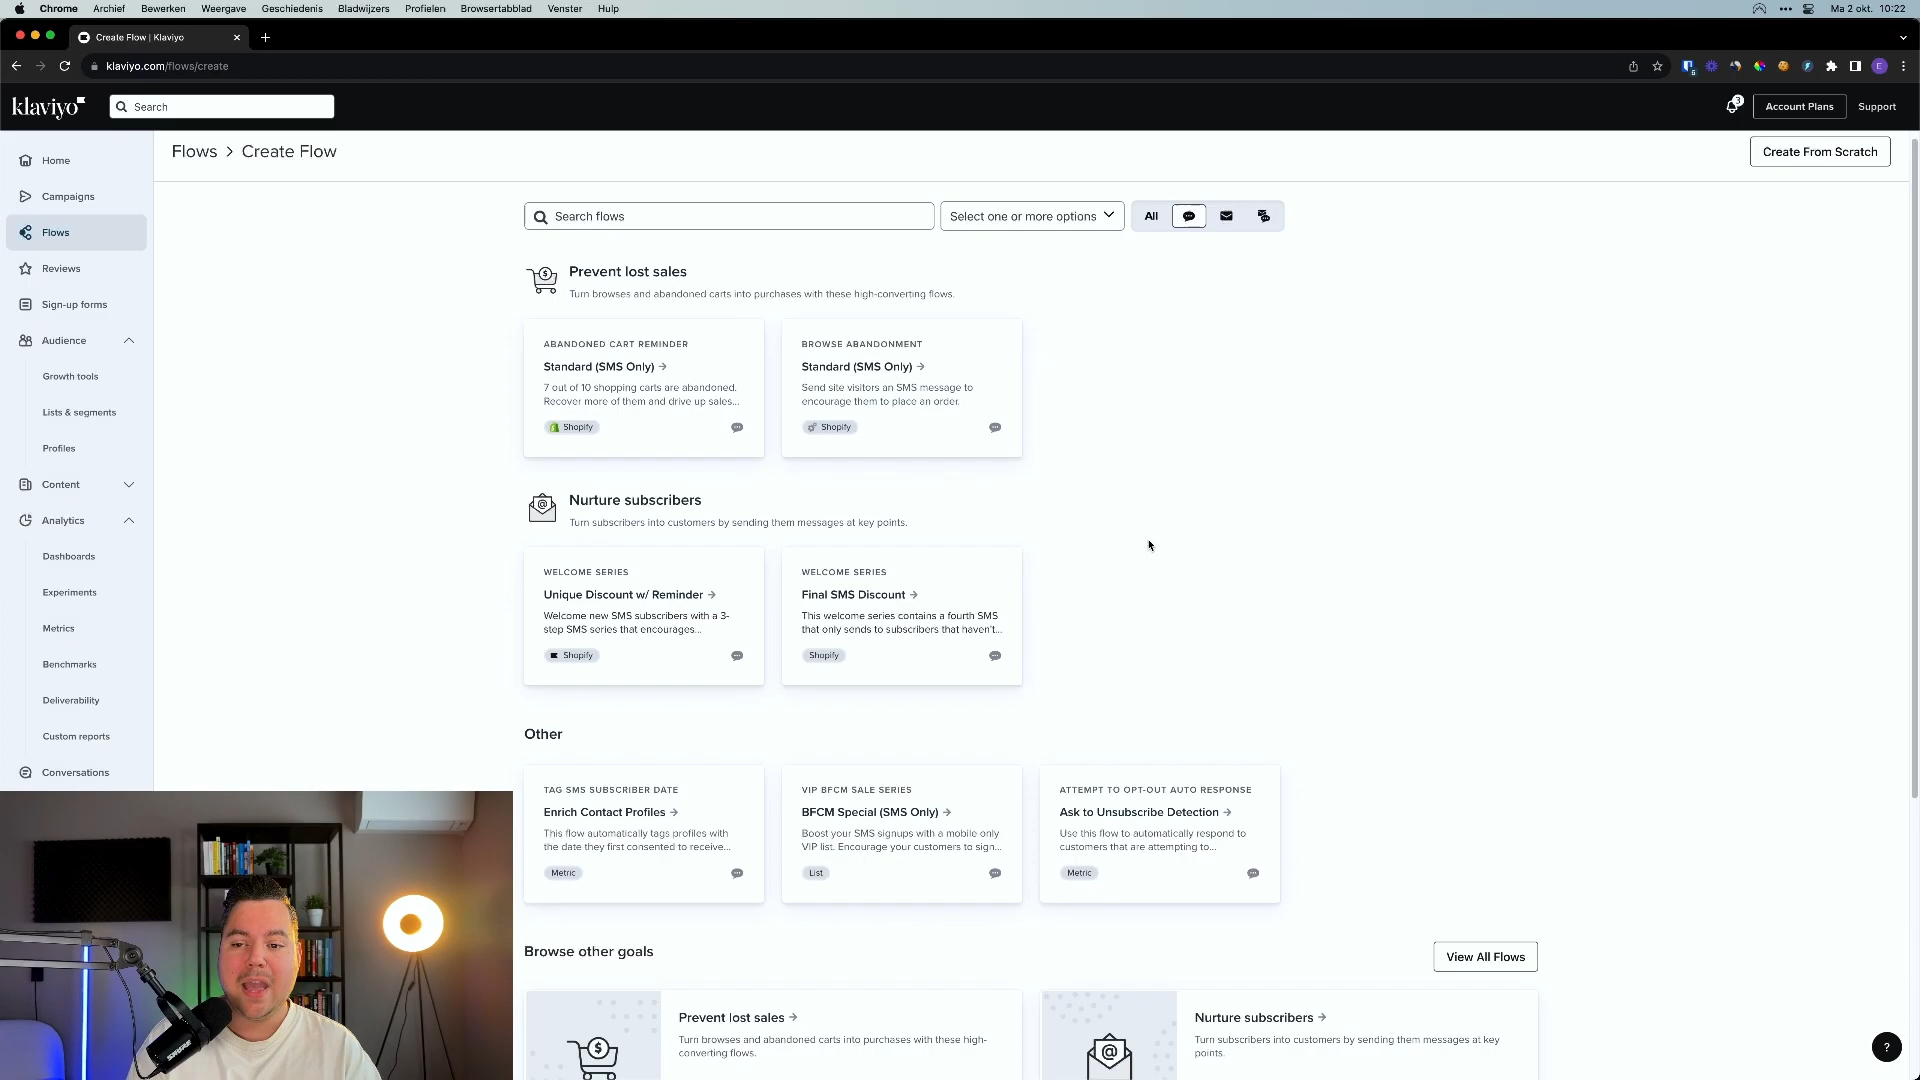 Chrome Archief Bewerken Weergave Geschiedenis Bladwijzers Profielen Browsertabblad Venster Hulp
Ma 2 okt. 10:22
Create Flow | Klaviyo
klaviyo.com/flows/create
6
E
klaviyo
Search
3
Account Plans
Support
Home
Campaigns
Flows
Reviews
Sign-up forms
Audience
Growth tools
Lists & segments
Profiles
Content
Analytics
Dashboards
Experiments
Metrics
Benchmarks
Deliverability
Custom reports
Conversations
Flows > Create Flow
Create From Scratch
Search flows
Select one or more options
All
Prevent lost sales
Turn browses and abandoned carts into purchases with these high-converting flows.
ABANDONED CART REMINDER
Standard (SMS Only) →
7 out of 10 shopping carts are abandoned.
Recover more of them and drive up sales...
Shopify
BROWSE ABANDONMENT
Standard (SMS Only) →
Send site visitors an SMS message to
encourage them to place an order.
Shopify
Nurture subscribers
Turn subscribers into customers by sending them messages at key points.
WELCOME SERIES
Unique Discount w/ Reminder →
Welcome new SMS subscribers with a 3-
step SMS series that encourages...
Shopify
WELCOME SERIES
Final SMS Discount →
This welcome series contains a fourth SMS
that only sends to subscribers that haven't...
Shopify
Other
TAG SMS SUBSCRIBER DATE
Enrich Contact Profiles →
This flow automatically tags profiles with
the date they first consented to receive...
Metric
VIP BFCM SALE SERIES
BFCM Special (SMS Only) →
Boost your SMS signups with a mobile only
VIP list. Encourage your customers to sign...
List
ATTEMPT TO OPT-OUT AUTO RESPONSE
Ask to Unsubscribe Detection →
Use this flow to automatically respond to
customers that are attempting to...
Metric
Browse other goals
View All Flows
Prevent lost sales →
Turn browses and abandoned carts into purchases with these high-
converting flows.
Nurture subscribers →
Turn subscribers into customers by sending them messages at key
points.
?
SHURE